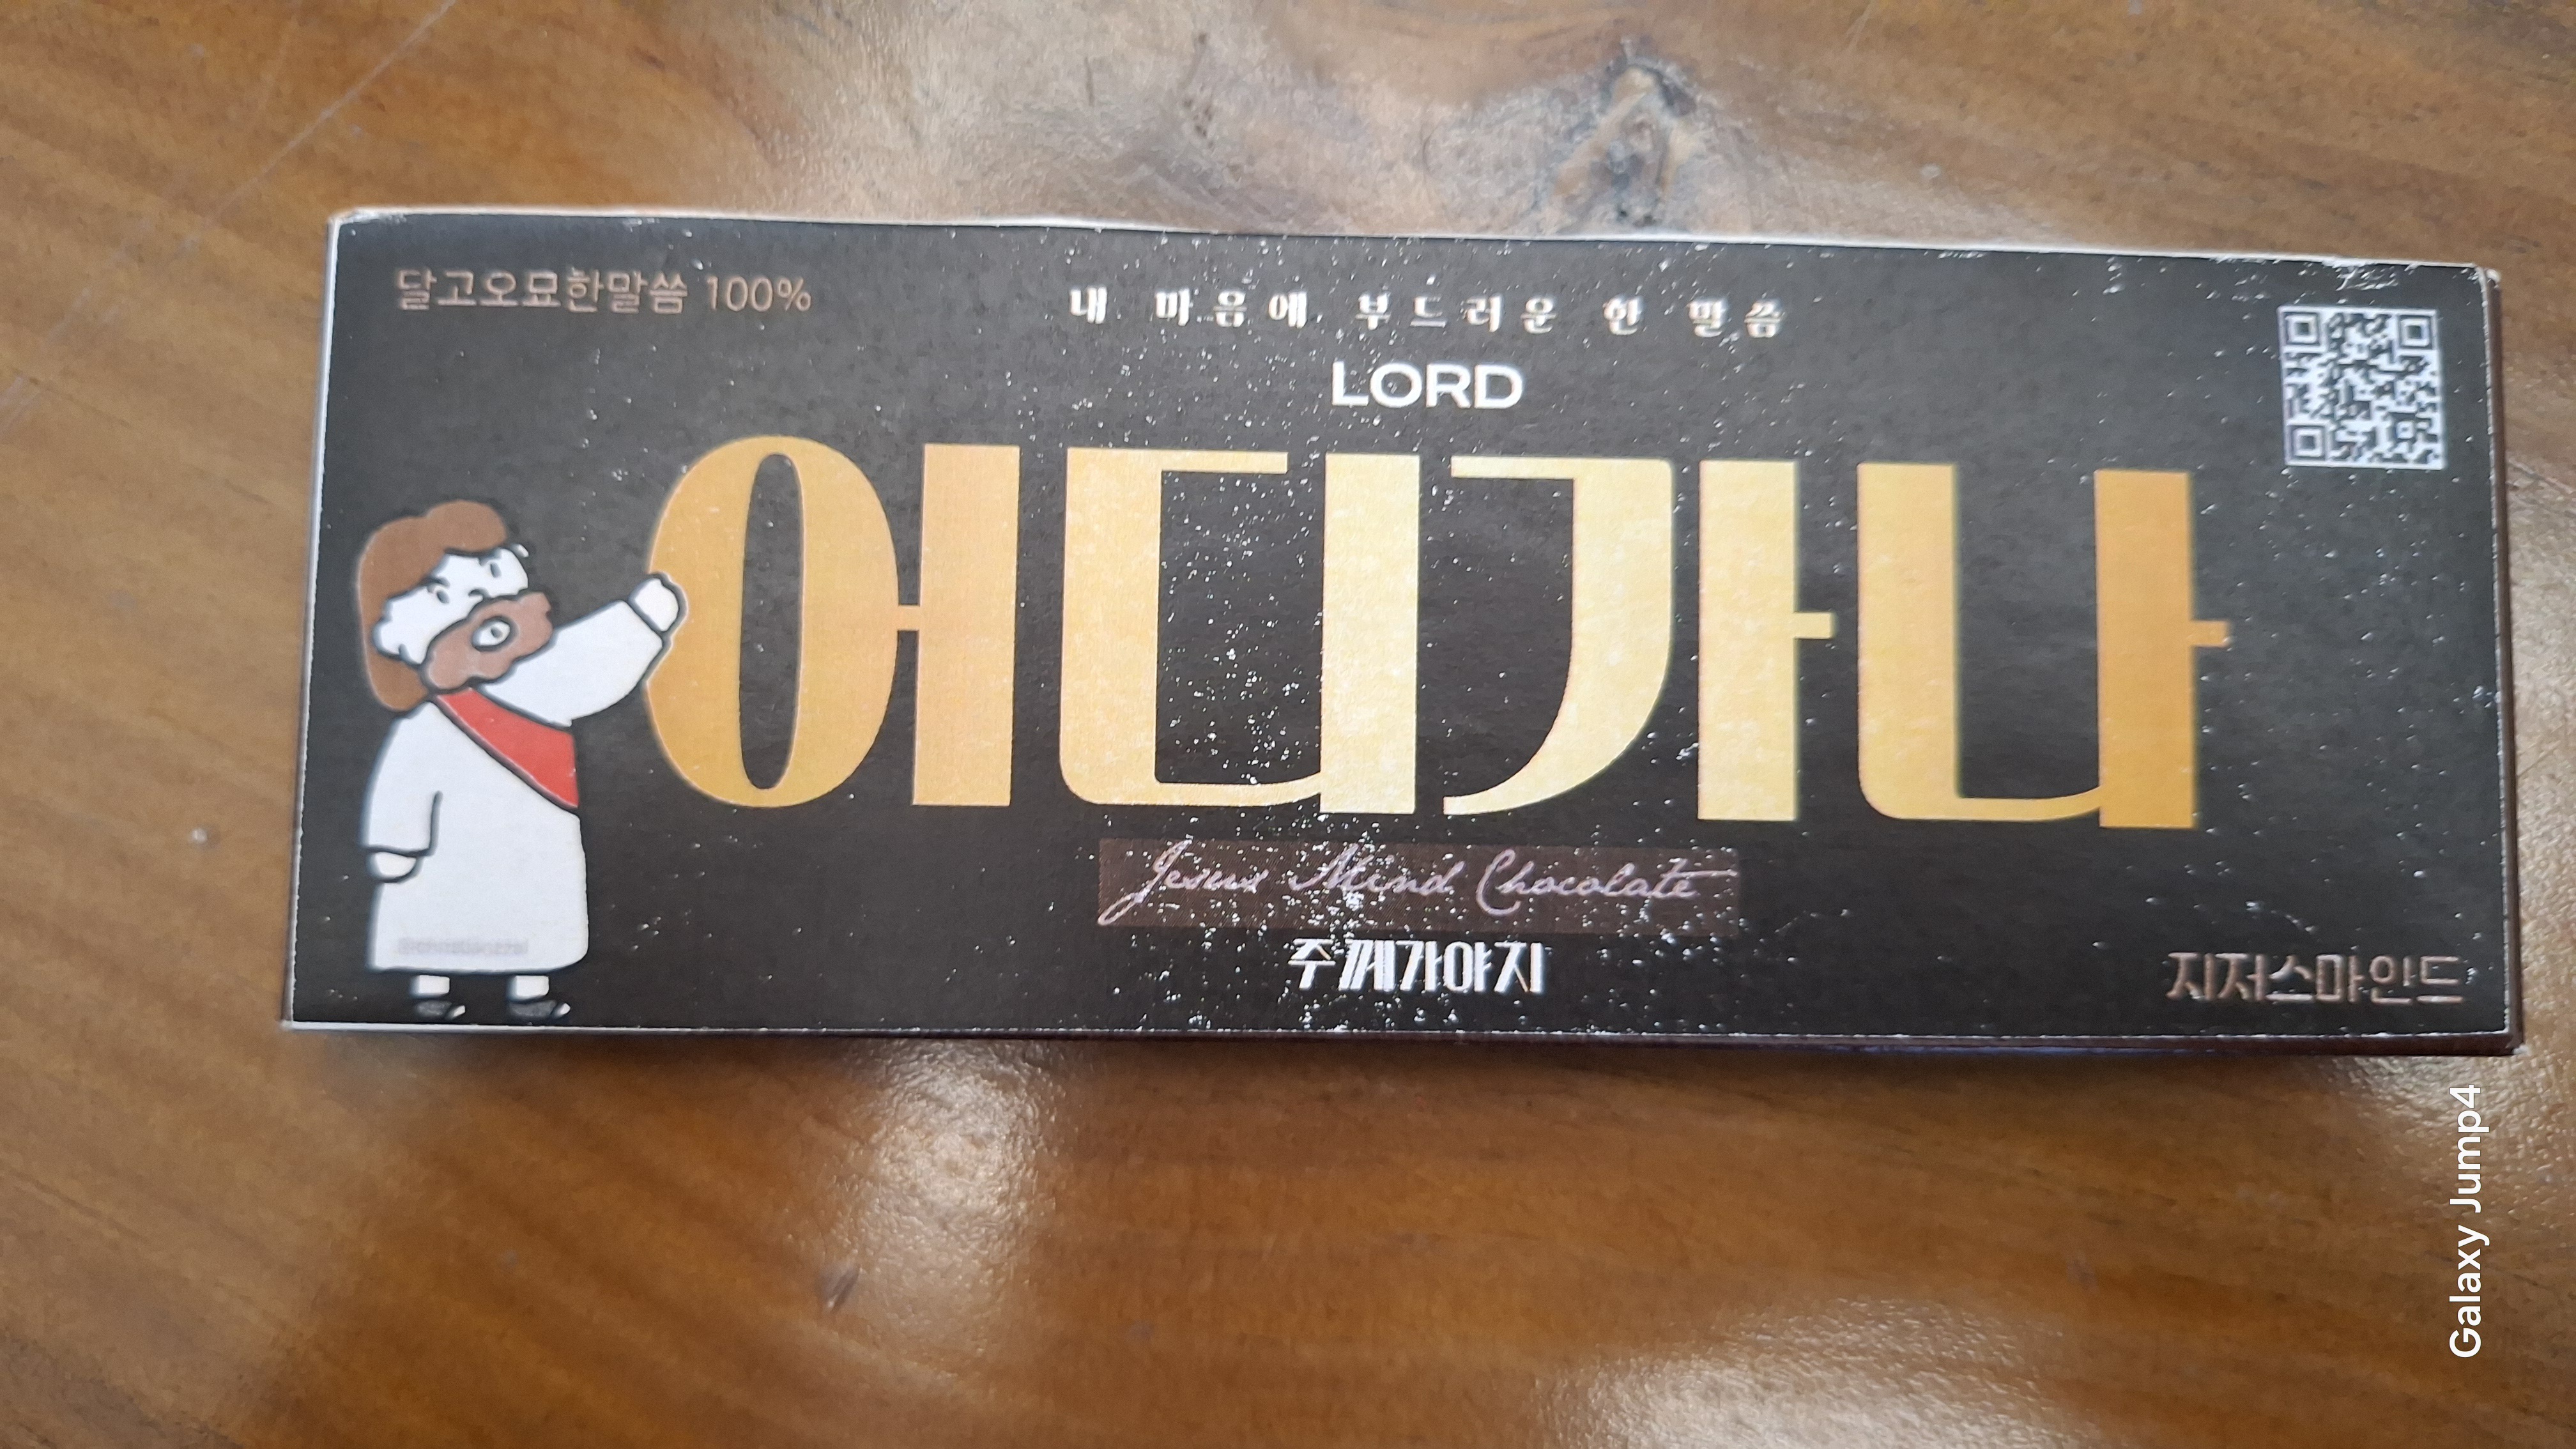 달고오묘한말씀 100%
내 마음에 부드러운 한 말씀
LORD
어디가나
Jesus Mind Chocolate
주께가야지
지저스마인드
Galaxy Jump4